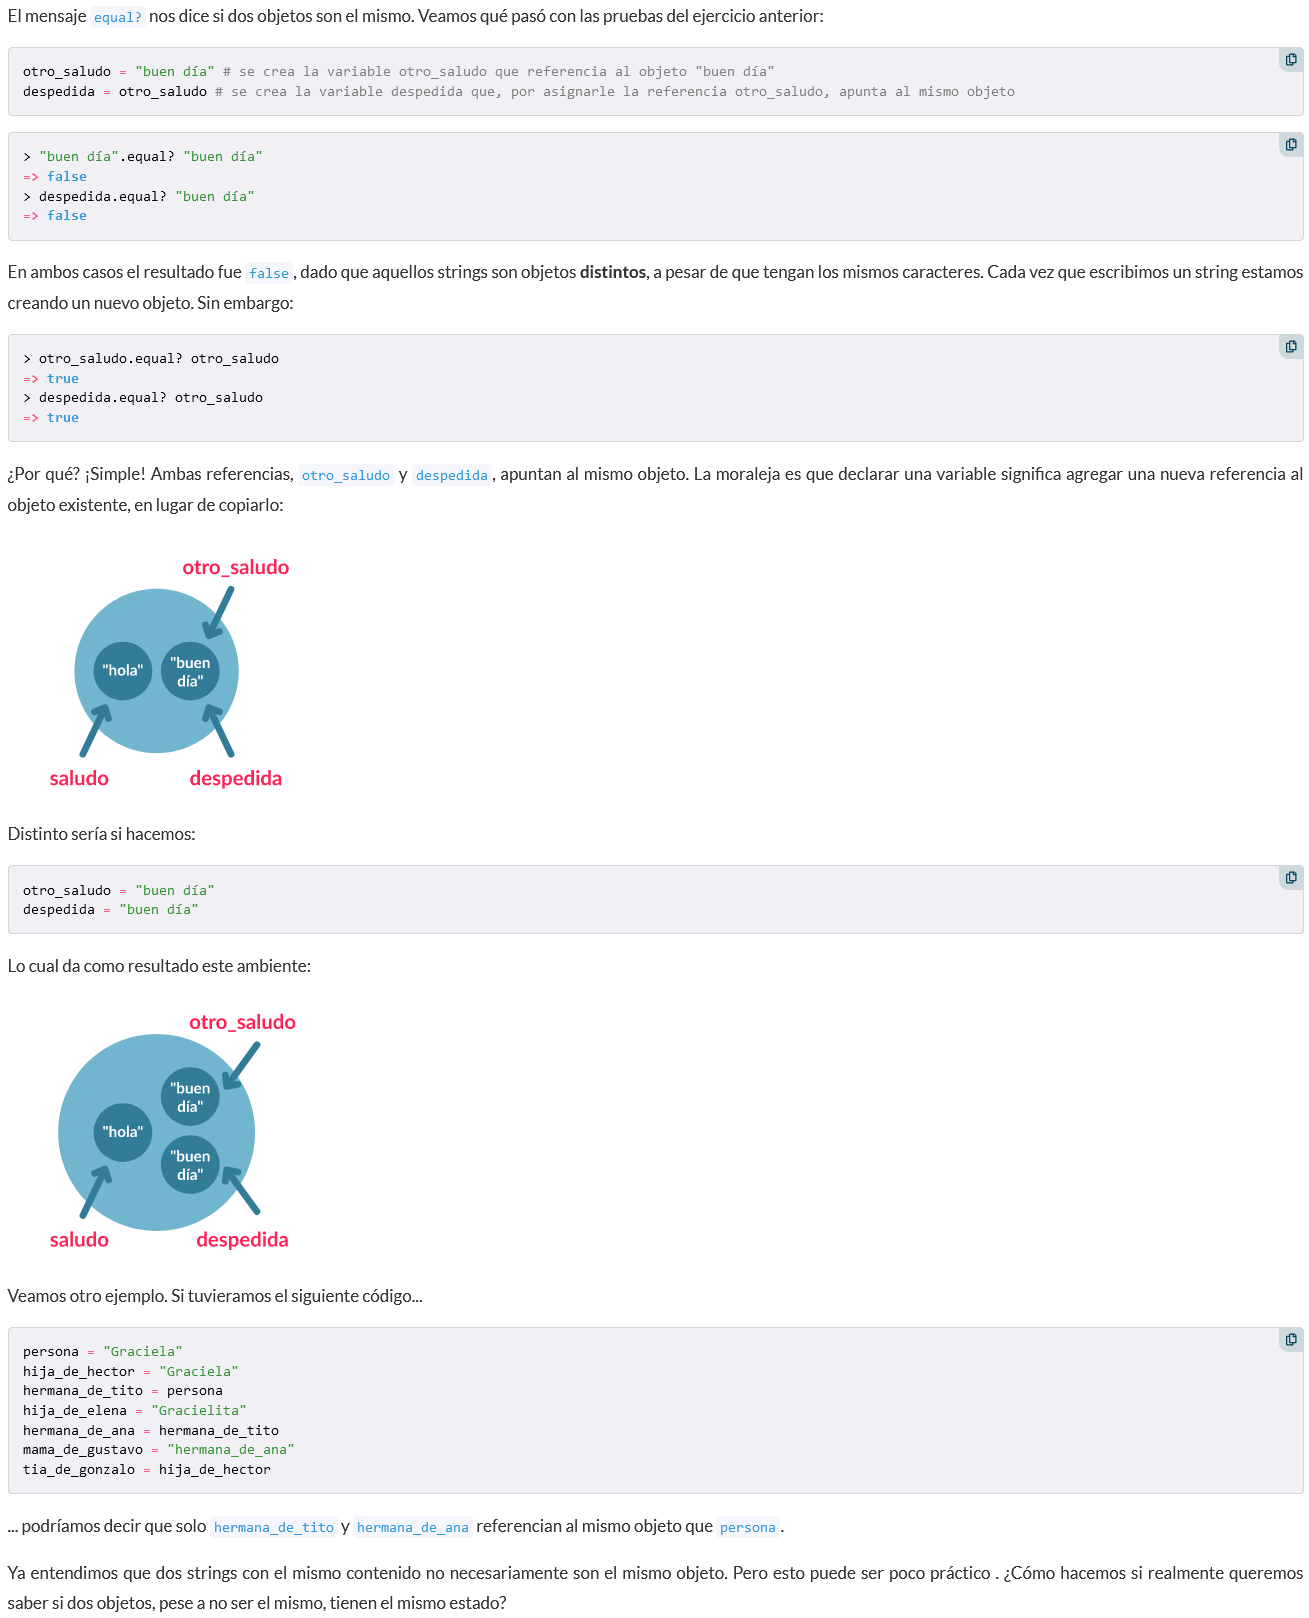 El mensaje equal? nos dice si dos objetos son el mismo. Veamos qué pasó con las pruebas del ejercicio anterior:
otro_saludo = "buen día" # se crea la variable otro_saludo que referencia al objeto "buen día"
despedida = otro_saludo # se crea la variable despedida que, por asignarle la referencia otro_saludo, apunta al mismo objeto
> "buen día".equal? "buen día"
=> false
> despedida.equal? "buen día"
=> false
En ambos casos el resultado fue false, dado que aquellos strings son objetos distintos, a pesar de que tengan los mismos caracteres. Cada vez que escribimos un string estamos
creando un nuevo objeto. Sin embargo:
> otro_saludo.equal? otro_saludo
=> true
> despedida.equal? otro_saludo
=> true
¿Por qué? ¡Simple! Ambas referencias, otro_saludo y despedida, apuntan al mismo objeto. La moraleja es que declarar una variable significa agregar una nueva referencia al
objeto existente, en lugar de copiarlo:
otro_saludo
"hola"
"buen
día"
saludo
despedida
Distinto sería si hacemos:
otro_saludo = "buen día"
despedida = "buen día"
Lo cual da como resultado este ambiente:
otro_saludo
"buen
día"
"hola"
"buen
día"
saludo
despedida
Veamos otro ejemplo. Si tuvieramos el siguiente código...
persona = "Graciela"
hija_de_hector = "Graciela"
hermana_de_tito = persona
hija_de_elena = "Gracielita"
hermana_de_ana = hermana_de_tito
mama_de_gustavo = "hermana_de_ana"
tia_de_gonzalo = hija_de_hector
... podríamos decir que solo hermana_de_tito y hermana_de_ana referencian al mismo objeto que persona.
Ya entendimos que dos strings con el mismo contenido no necesariamente son el mismo objeto. Pero esto puede ser poco práctico . ¿Cómo hacemos si realmente queremos
saber si dos objetos, pese a no ser el mismo, tienen el mismo estado?